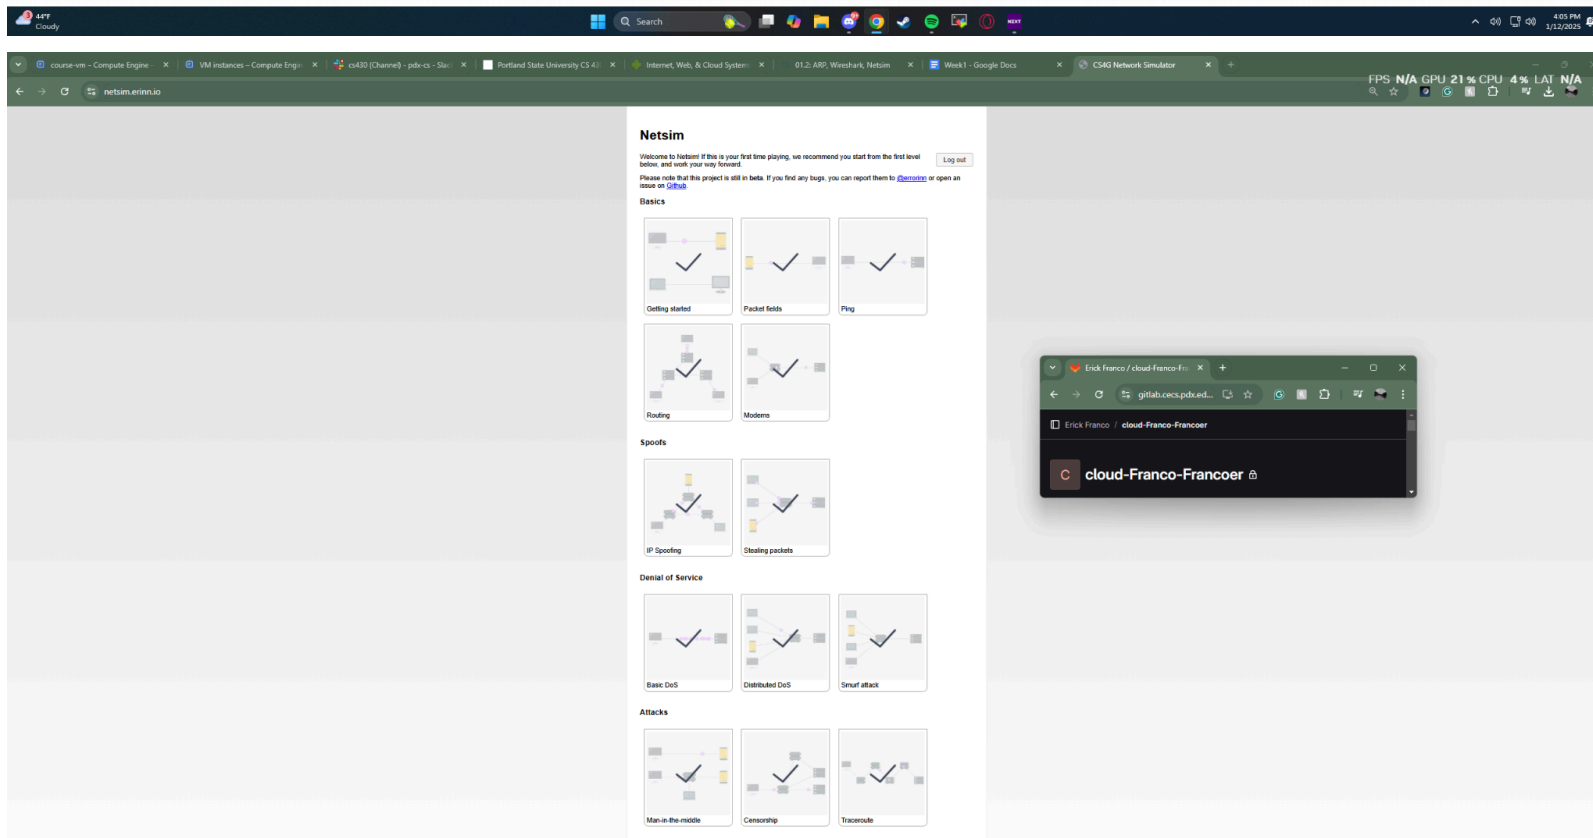 3
44°F
Cloudy
Search
NZXT
4:05 PM
1/12/2025
course-vm – Compute Engine
VM instances – Compute Engin
cs430 (Channel) - pdx-cs - Slac
Portland State University CS 43
Internet, Web, & Cloud System
01.2: ARP, Wireshark, Netsim
Week1 - Google Docs
CS4G Network Simulator
FPS N/A GPU 21 % CPU 4 % LAT N/A
netsim.erinn.io
Netsim
Welcome to Netsim! If this is your first time playing, we recommend you start from the first level
below, and work your way forward.
Log out
Please note that this project is still in beta. If you find any bugs, you can report them to @errorinn or open an
issue on Github.
Basics
Getting started
Packet fields
Ping
Routing
Modems
Spoofs
IP Spoofing
Stealing packets
Denial of Service
Basic DoS
Distributed DoS
Smurf attack
Attacks
Man-in-the-middle
Censorship
Traceroute
Erick Franco / cloud-Franco-Fra
gitlab.cecs.pdx.ed...
Erick Franco / cloud-Franco-Francoer
C cloud-Franco-Francoer